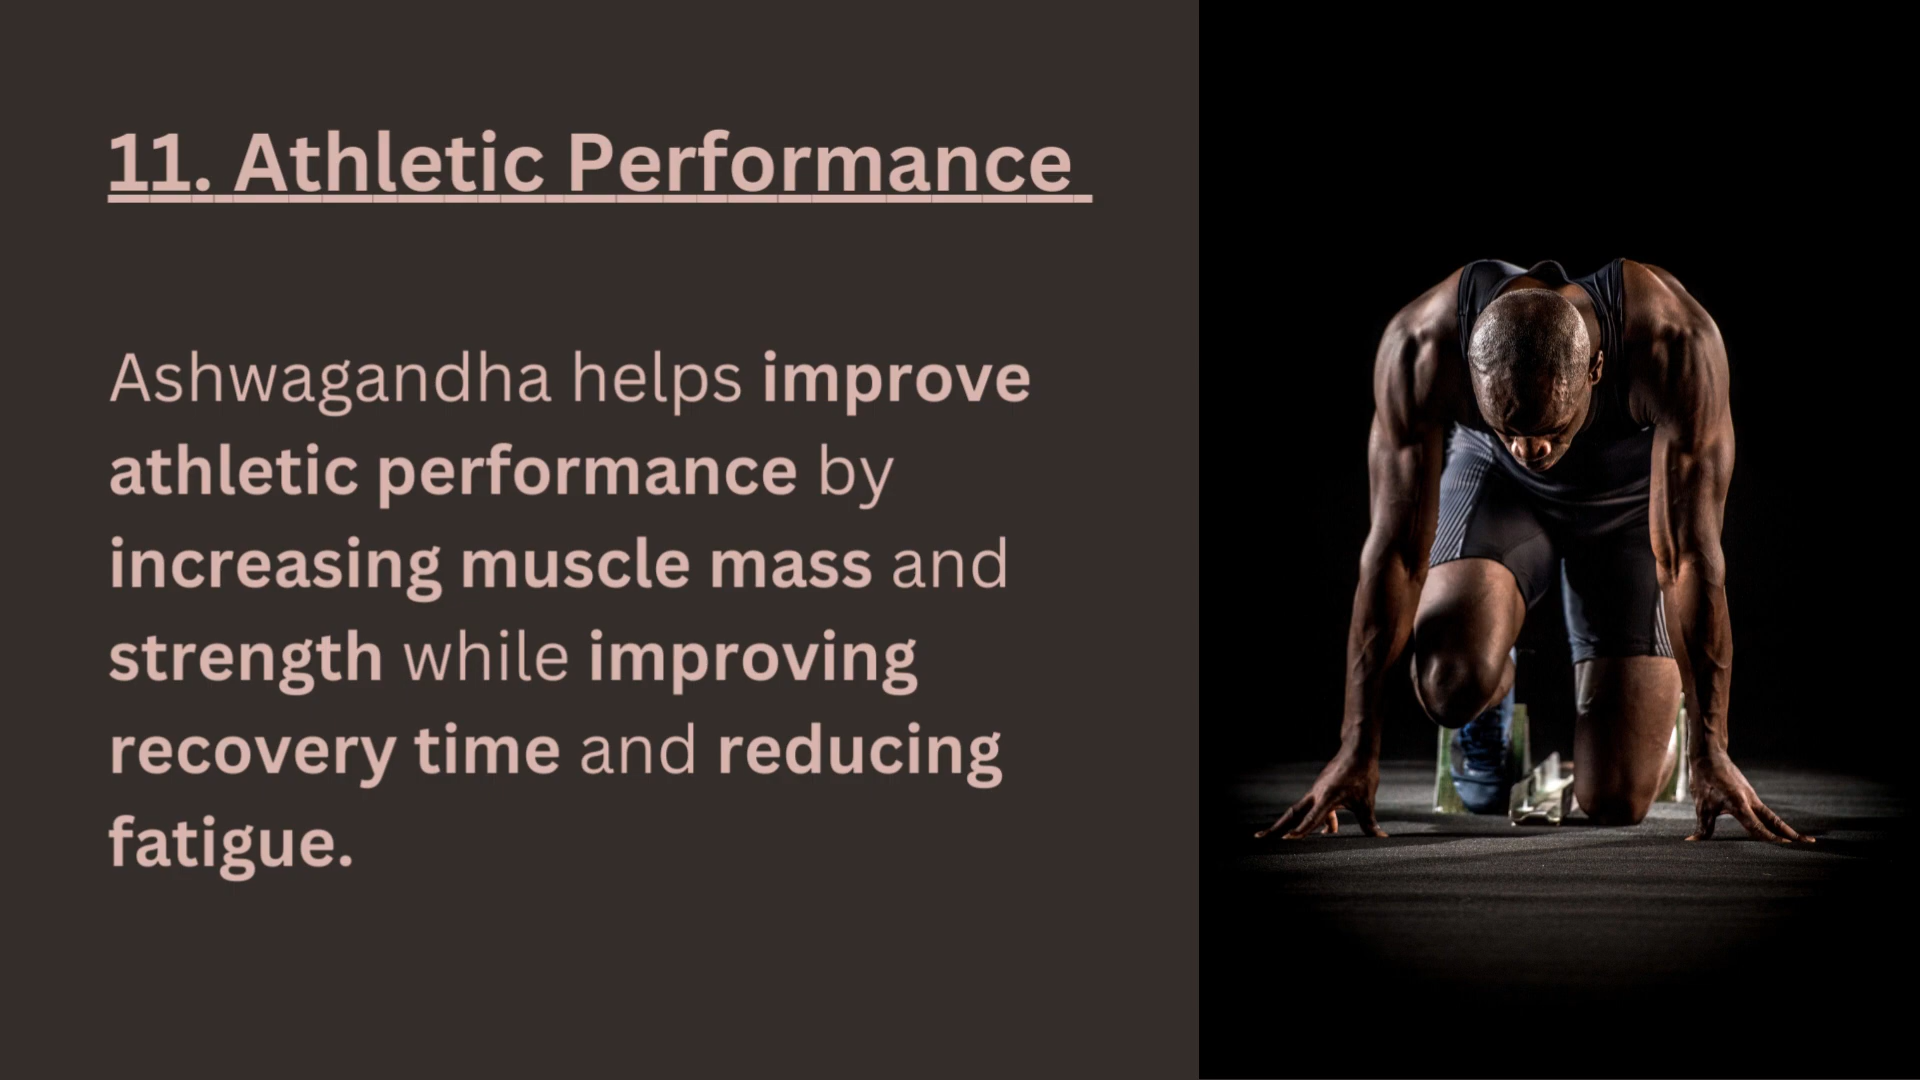 11. Athletic Performance
Ashwagandha helps improve
athletic performance by
increasing muscle mass and
strength while improving
recovery time and reducing
fatigue.